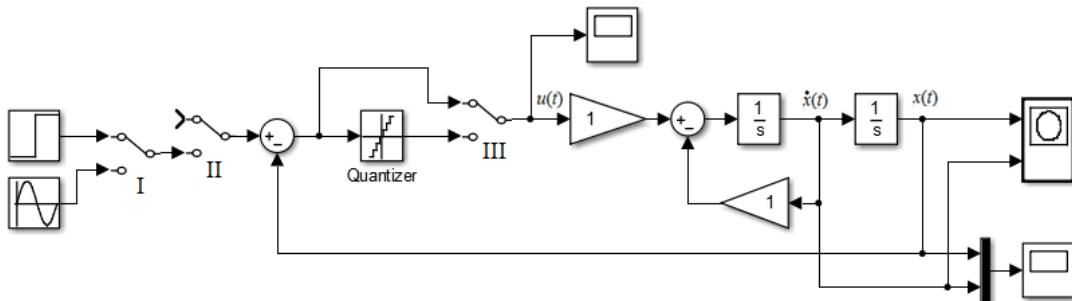 u(t)
ẋ(t)
x(t)
1
+
−
1
s
1
s
+
−
I
II
III
Quantizer
1